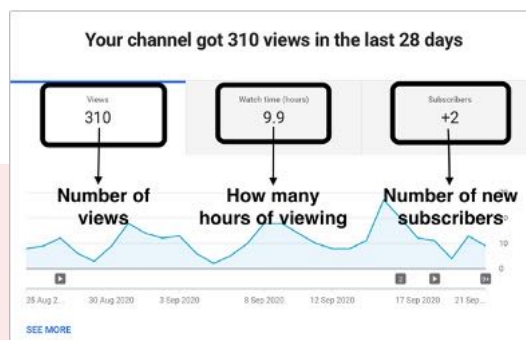 Your channel got 310 views in the last 28 days
Views
310
Watch time (hours)
9.9
Subscribers
+2
Number of
views
How many
hours of viewing
Number of new
subscribers
10
0
2
9+
26 Aug 2...
30 Aug 2020
3 Sep 2020
8 Sep 2020
12 Sep 2020
17 Sep 2020
21 Sep...
SEE MORE